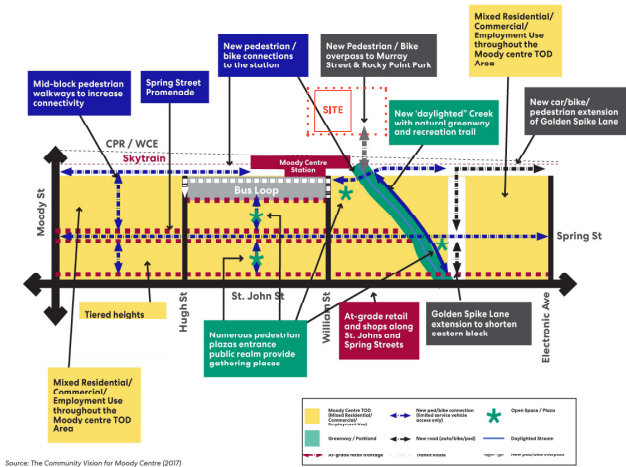 Mixed Residential/
Commercial/
Employment Use
throughout the
Moody centre TOD
Area
New pedestrian /
bike connections
to the station
New Pedestrian / Bike
overpass to Murray
Street & Rocky Point Park
Mid-block pedestrian
walkways to increase
connectivity
Spring Street
Promenade
SITE
New "daylighted" Creek
with natural greenway
and recreation trail
New car/bike/
pedestrian extension
of Golden Spike Lane
CPR / WCE
Skytrain
Moody Centre
Station
Bus Loop
Moody St
Spring St
Hugh St
St. John St
William St
Electronic Ave
Tiered heights
Numerous pedestrian
plazas entrance
public realm provide
gathering places
At-grade retail
and shops along
St. Johns and
Spring Streets
Golden Spike Lane
extension to shorten
eastern block
Mixed Residential/
Commercial/
Employment Use
throughout the
Moody centre TOD
Area
Moody Centre TOD
(Mixed Residential/
Commercial/
Employment Use)
New ped/bike connection
(limited service vehicle
access only)
Open Space / Plaza
Greenway / Parkland
New road (auto/bike/ped)
Daylighted Stream
At-grade retail frontage
Transit Route
New ped/bike overpass
Source: The Community Vision for Moody Centre (2017)